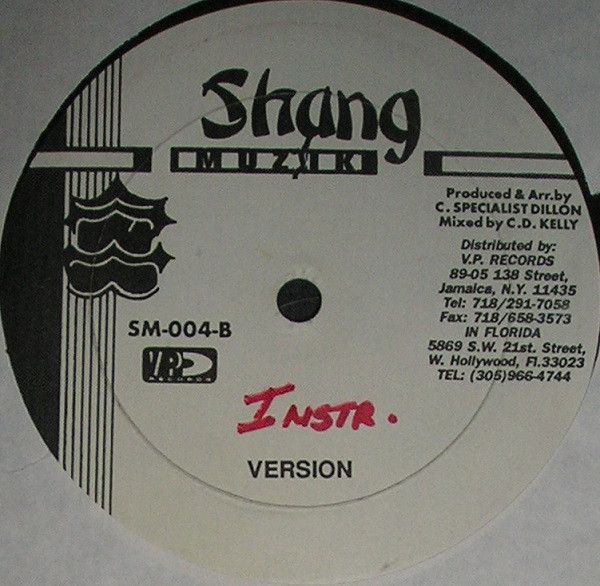 Shang
MUZIK
Produced & Arr.by
C. SPECIALIST DILLON
Mixed by C.D. KELLY
Distributed by:
V.P. RECORDS
89-05 138 Street,
Jamaica, N.Y. 11435
Tel: 718/291-7058
Fax: 718/658-3573
IN FLORIDA
5869 S.W. 21st. Street,
W. Hollywood, Fl.33023
TEL: (305)966-4744
SM-004-B
VP
RECORDS
INSTR.
VERSION